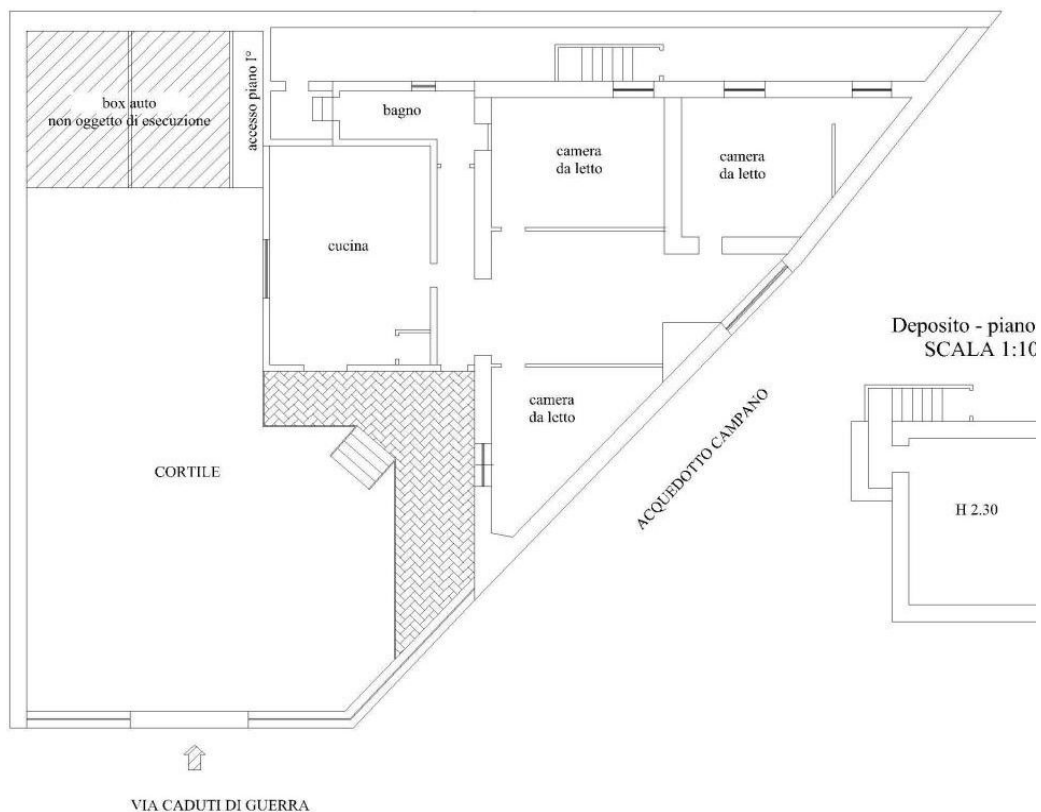 box auto
non oggetto di esecuzione
accesso piano I°
bagno
camera
da letto
camera
da letto
cucina
Deposito - piano
SCALA 1:10
camera
da letto
CORTILE
ACQUEDOTTO CAMPANO
H 2.30
VIA CADUTI DI GUERRA